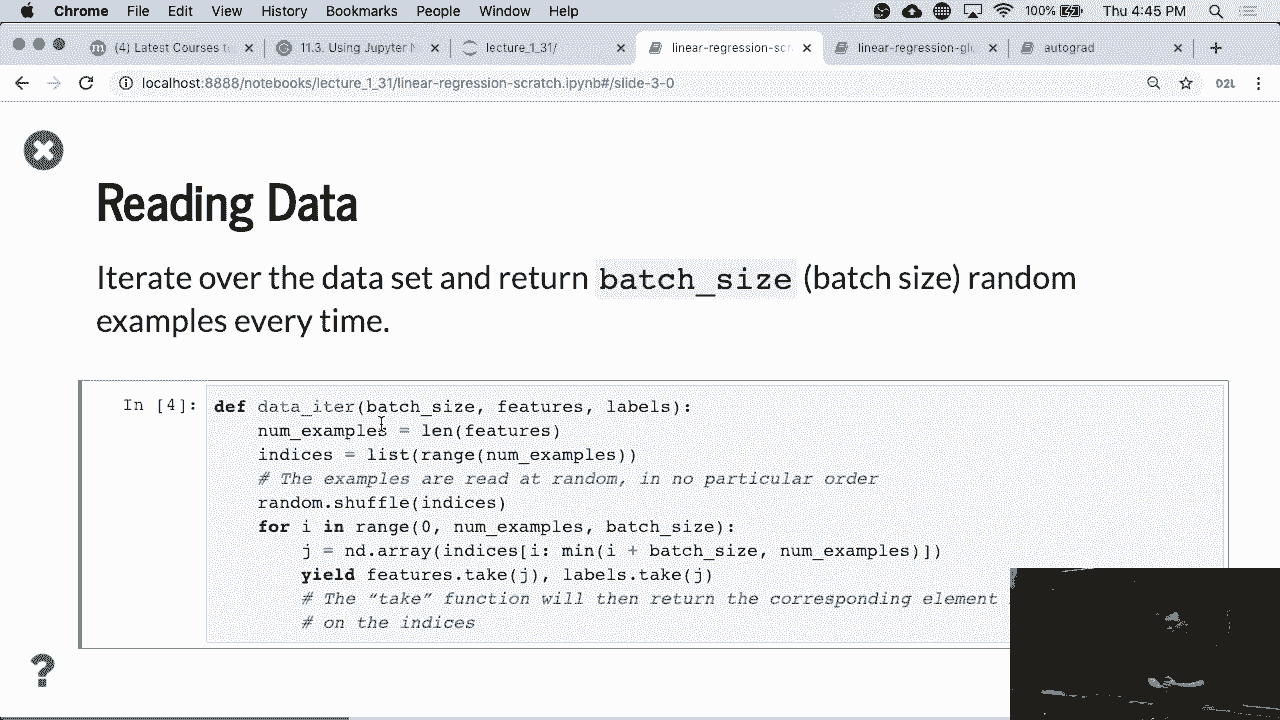 Chrome File Edit View History Bookmarks People Window Help 100% Thu 4:45 PM
(4) Latest Courses t 11.3. Using Jupyter lecture_1_31/ linear-regression-scr linear-regression-gl autograd
localhost:8888/notebooks/lecture_1_31/linear-regression-scratch.ipynb#/slide-3-0 D2L
Reading Data
Iterate over the data set and return batch_size (batch size) random
examples every time.
In [4]: def data_iter(batch_size, features, labels):
num_examples = len(features)
indices = list(range(num_examples))
# The examples are read at random, in no particular order
random.shuffle(indices)
for i in range(0, num_examples, batch_size):
j = nd.array(indices[i: min(i + batch_size, num_examples)])
yield features.take(j), labels.take(j)
# The “take” function will then return the corresponding element
# on the indices